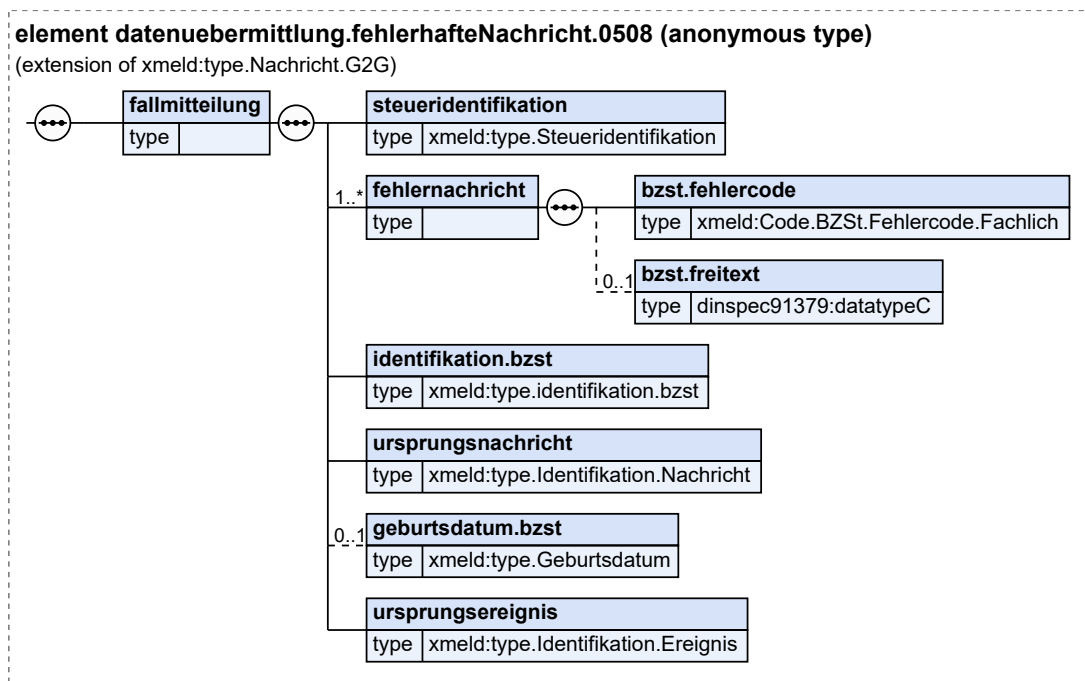 element datenuebermittlung.fehlerhafteNachricht.0508 (anonymous type)
(extension of xmeld:type.Nachricht.G2G)
fallmitteilung
type
steueridentifikation
type xmeld:type.Steueridentifikation
1..*
fehlernachricht
type
bzst.fehlercode
type xmeld:Code.BZSt.Fehlercode.Fachlich
0..1
bzst.freitext
type dinspec91379:datatypeC
identifikation.bzst
type xmeld:type.identifikation.bzst
ursprungsnachricht
type xmeld:type.Identifikation.Nachricht
0..1
geburtsdatum.bzst
type xmeld:type.Geburtsdatum
ursprungsereignis
type xmeld:type.Identifikation.Ereignis